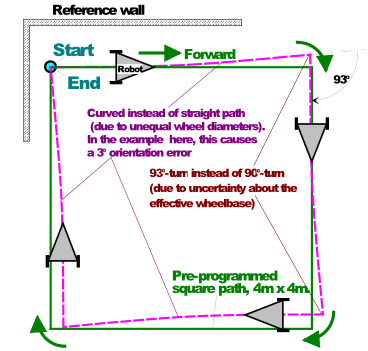 Reference wall
Start
Forward
Robot
93°
End
Curved instead of straight path
(due to unequal wheel diameters).
In the example here, this causes
a 3° orientation error
93°-turn instead of 90°-turn
(due to uncertainty about the
effective wheelbase)
Pre-programmed
square path, 4m x 4m.